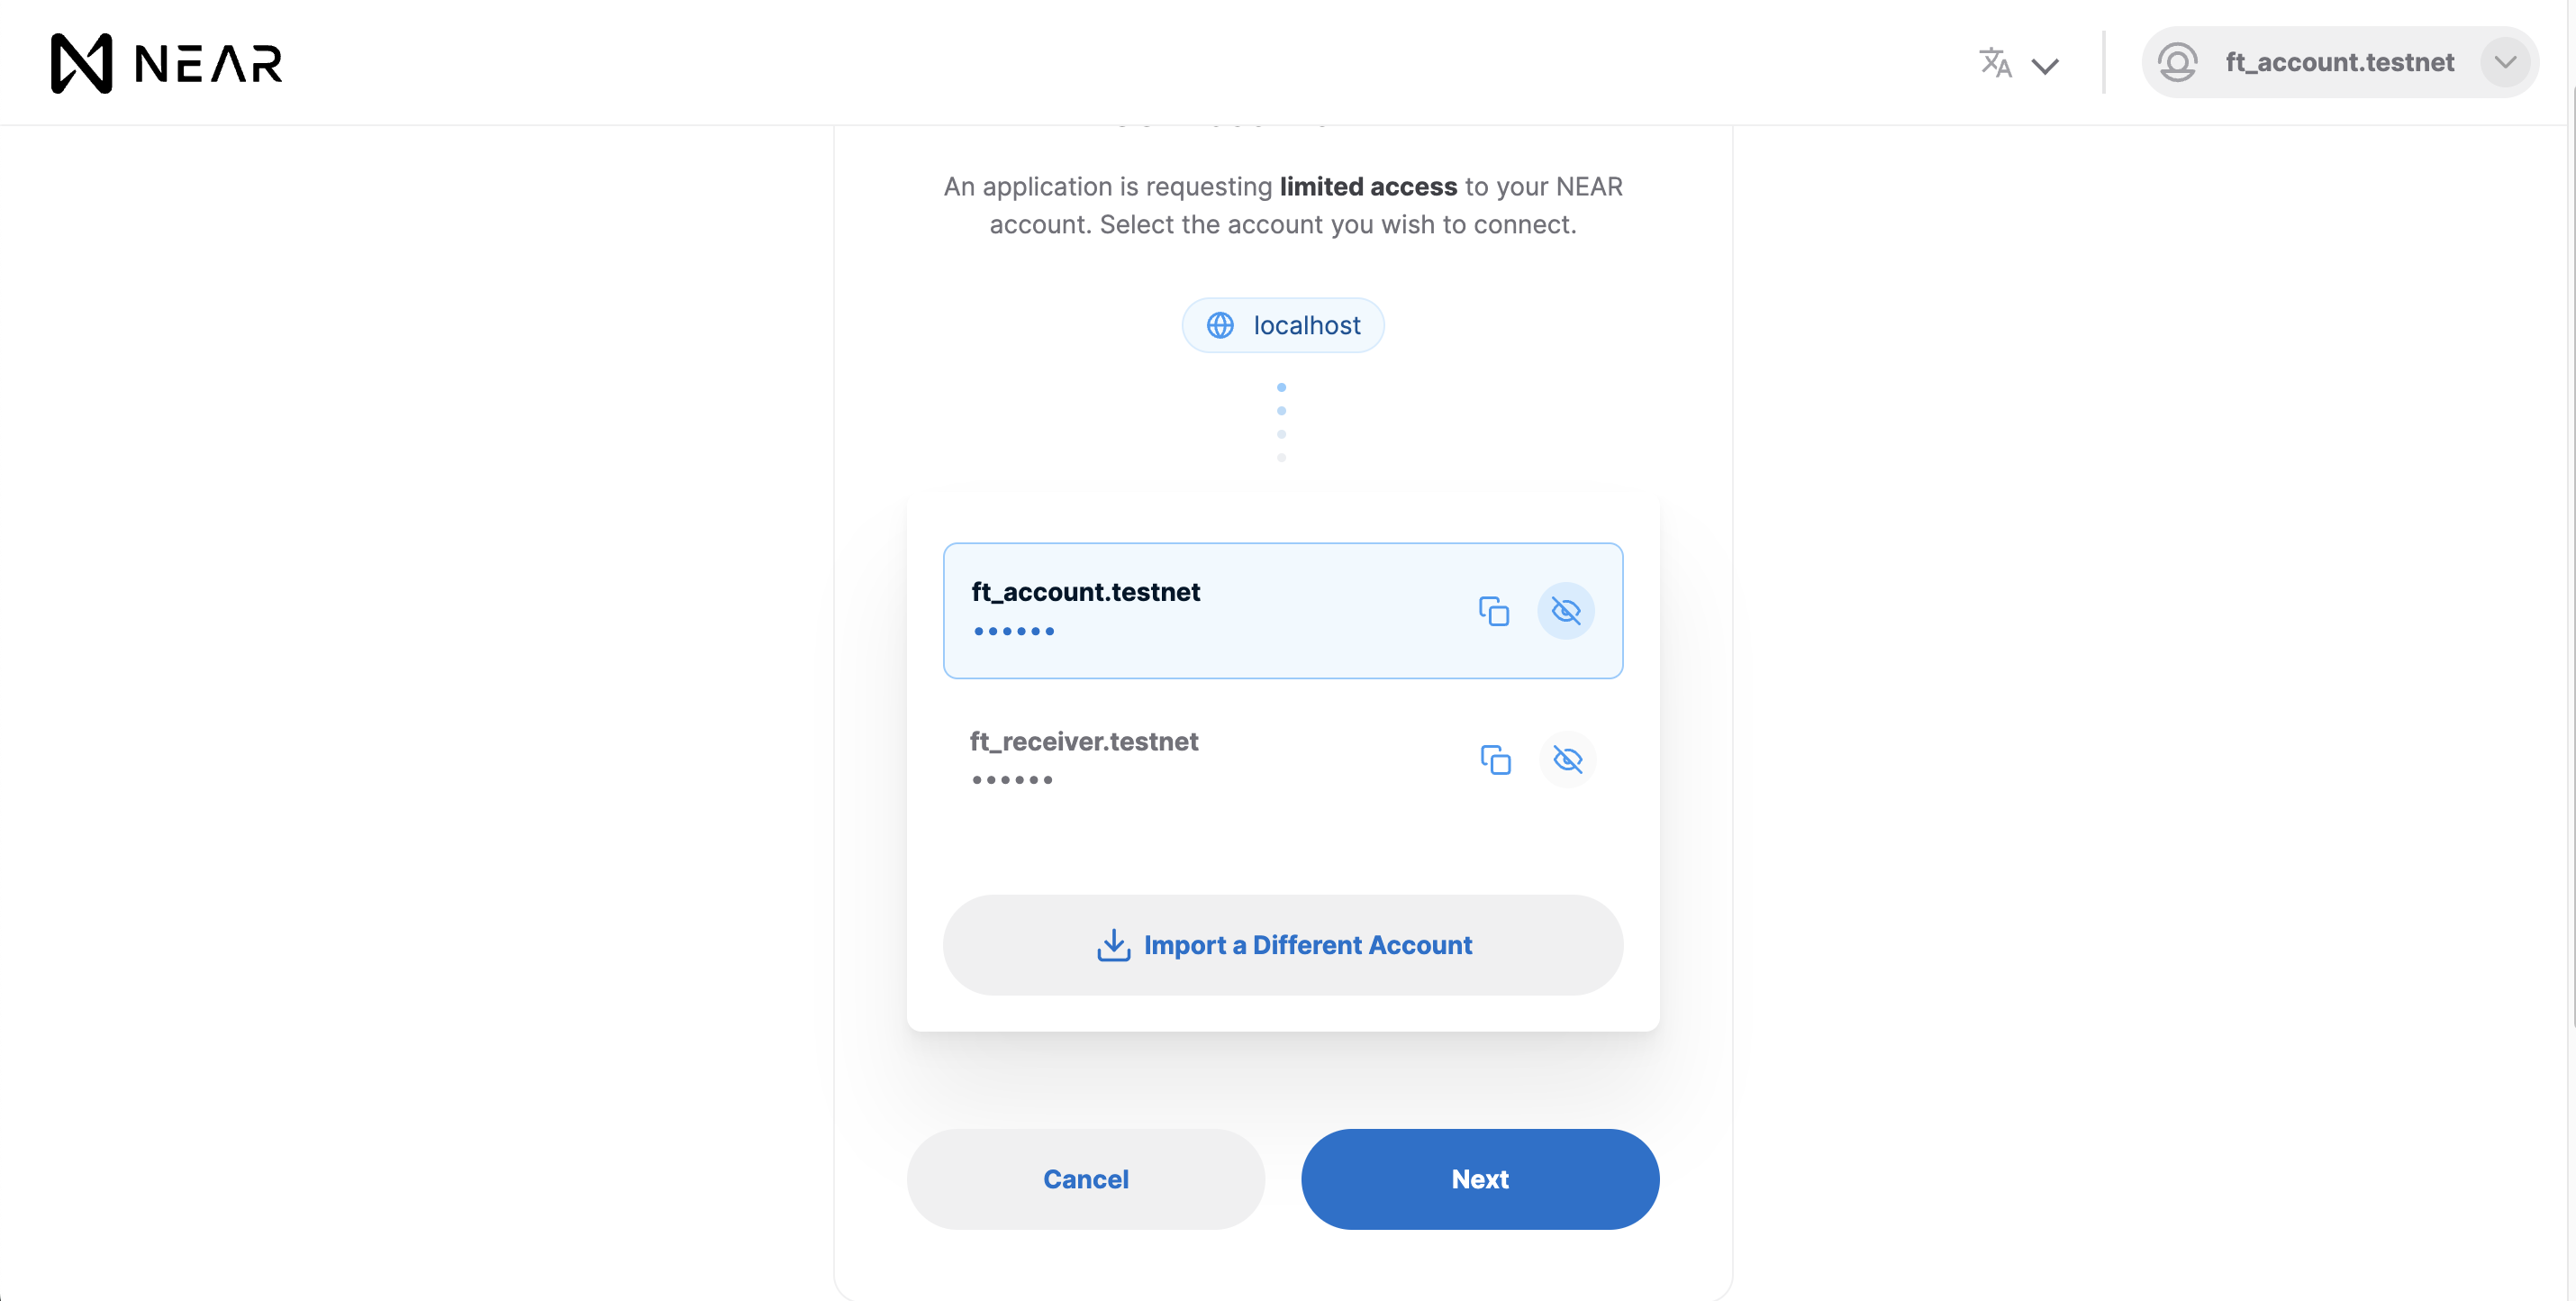 NEAR
ft_account.testnet
An application is requesting limited access to your NEAR
account. Select the account you wish to connect.
localhost
ft_account.testnet
••••••
ft_receiver.testnet
••••••
Import a Different Account
Cancel
Next